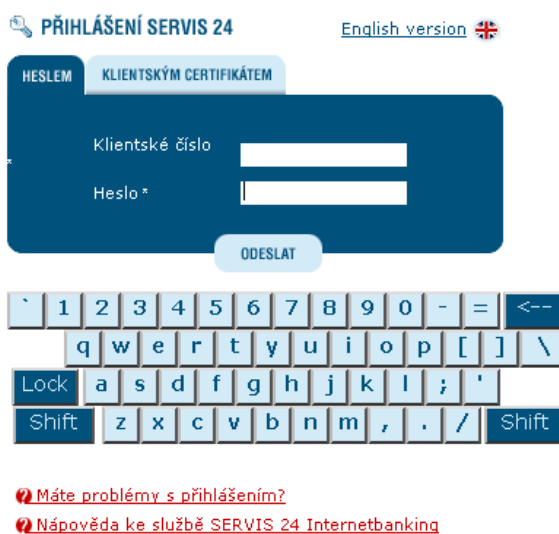 PŘIHLÁŠENÍ SERVIS 24
English version
HESLEM
KLIENTSKÝM CERTIFIKÁTEM
Klientské číslo
*
Heslo *
ODESLAT
` 1 2 3 4 5 6 7 8 9 0 - = <--
q w e r t y u i o p [ ] \
Lock a s d f g h j k l ; '
Shift z x c v b n m , . / Shift
Máte problémy s přihlášením?
Nápověda ke službě SERVIS 24 Internetbanking